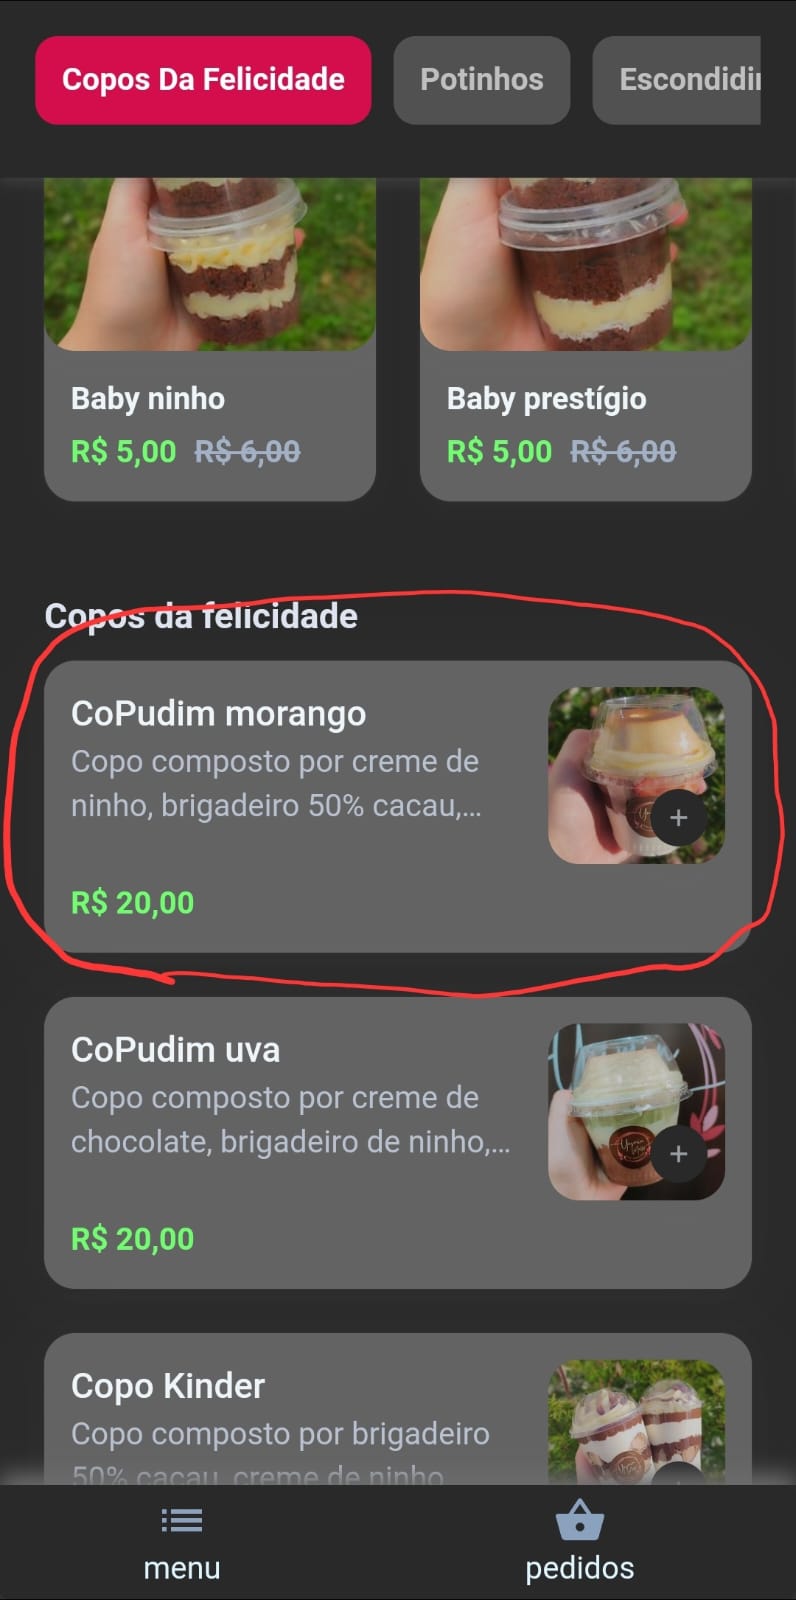 Copos Da Felicidade
Potinhos
Escondidi
Baby ninho
R$ 5,00 R$ 6,00
Baby prestígio
R$ 5,00 R$ 6,00
Copos da felicidade
CoPudim morango
Copo composto por creme de
ninho, brigadeiro 50% cacau,...
+
R$ 20,00
CoPudim uva
Copo composto por creme de
chocolate, brigadeiro de ninho,...
+
R$ 20,00
Copo Kinder
Copo composto por brigadeiro
50% cacau, creme de ninho
menu
pedidos